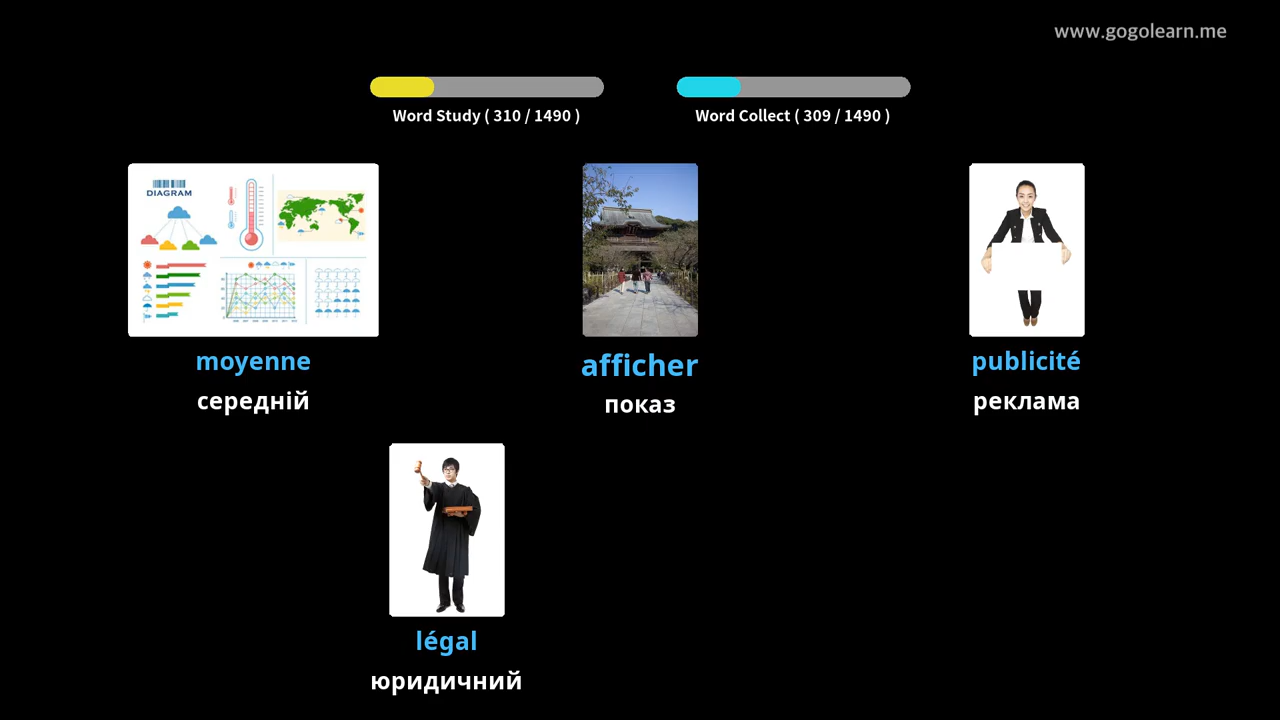 www.gogolearn.me
Word Study ( 310 / 1490 )
Word Collect ( 309 / 1490 )
DIAGRAM
moyenne
afficher
publicité
середній
показ
реклама
légal
юридичний